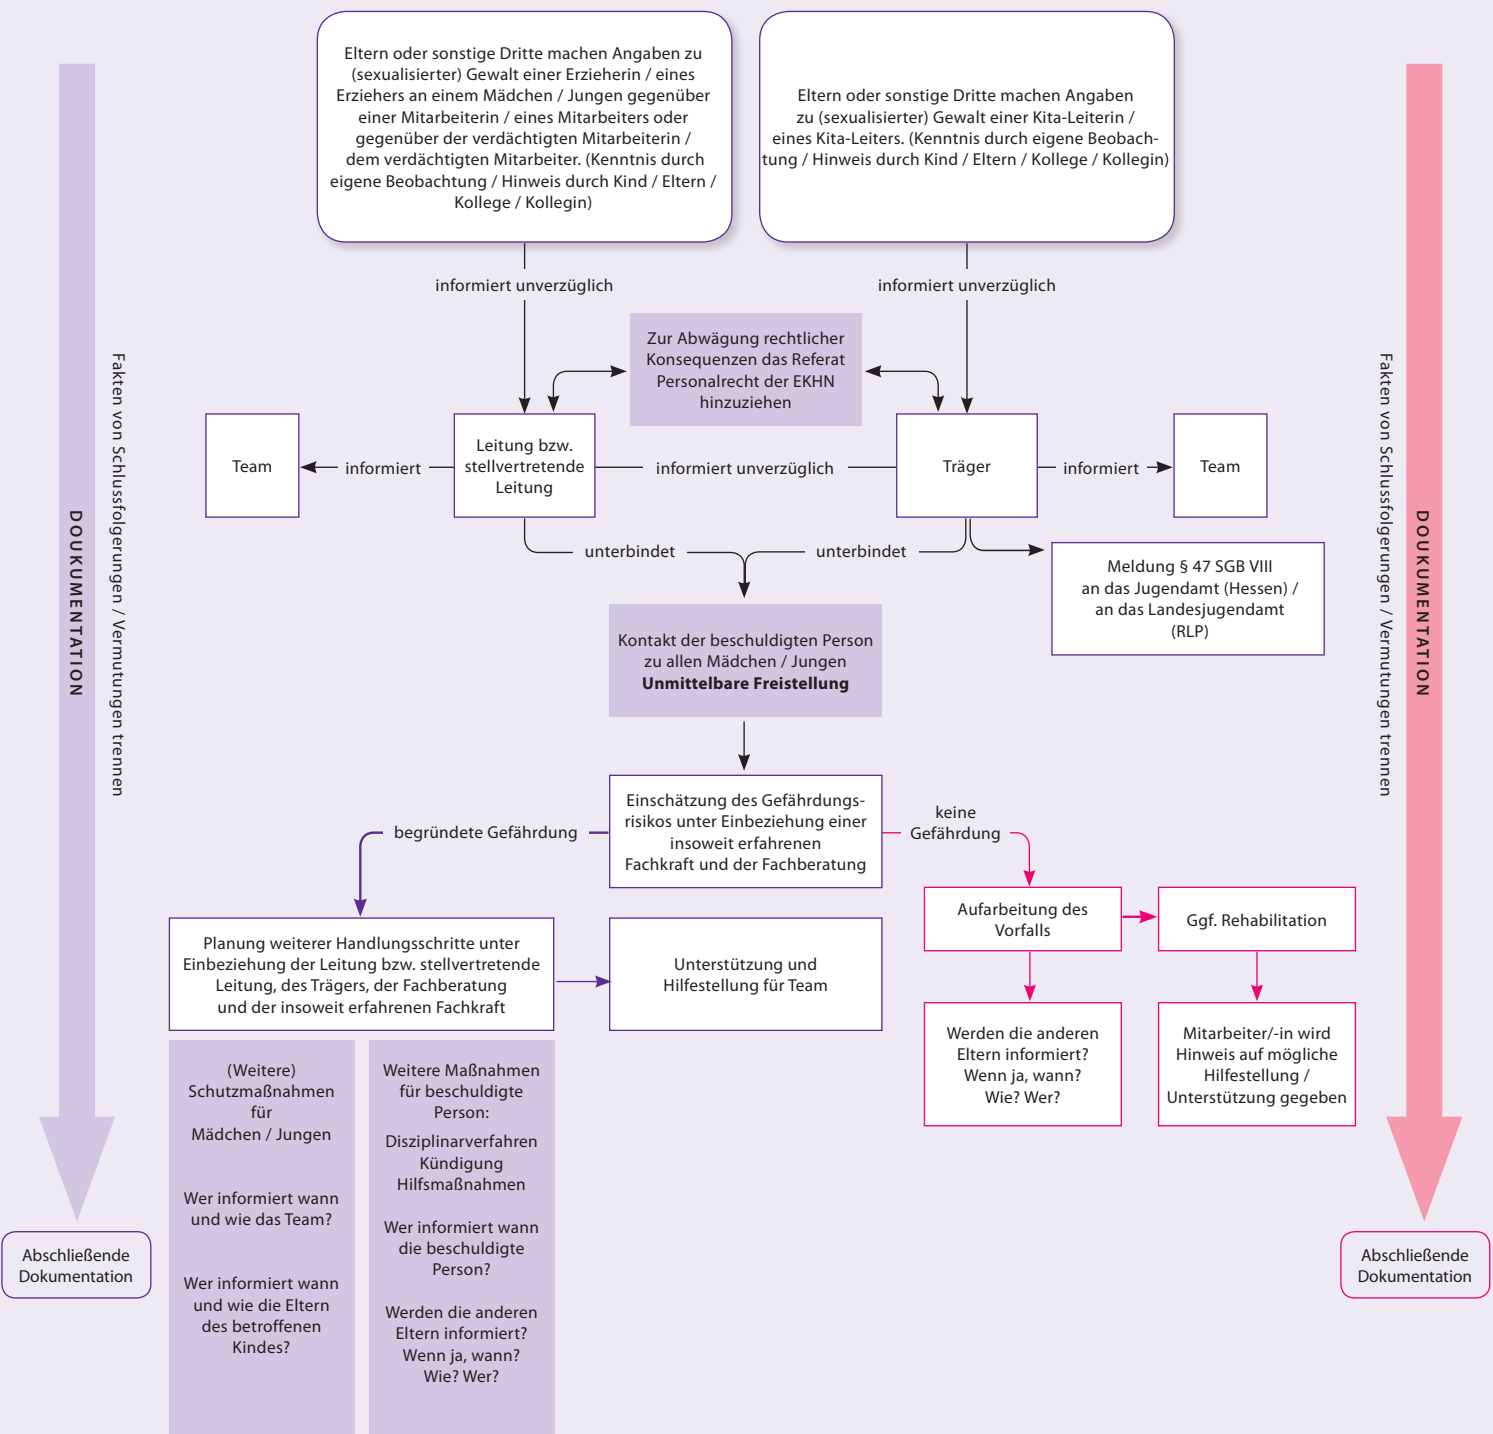 Eltern oder sonstige Dritte machen Angaben zu
(sexualisierter) Gewalt einer Erzieherin / eines
Erziehers an einem Mädchen / Jungen gegenüber
einer Mitarbeiterin / eines Mitarbeiters oder
gegenüber der verdächtigten Mitarbeiterin /
dem verdächtigten Mitarbeiter. (Kenntnis durch
eigene Beobachtung / Hinweis durch Kind / Eltern /
Kollege / Kollegin)
Eltern oder sonstige Dritte machen Angaben
zu (sexualisierter) Gewalt einer Kita-Leiterin /
eines Kita-Leiters. (Kenntnis durch eigene Beobach-
tung / Hinweis durch Kind / Eltern / Kollege / Kollegin)
informiert unverzüglich
informiert unverzüglich
Zur Abwägung rechtlicher
Konsequenzen das Referat
Personalrecht der EKHN
hinzuziehen
Team
informiert
Leitung bzw.
stellvertretende
Leitung
informiert unverzüglich
Träger
informiert
Team
unterbindet
unterbindet
Meldung § 47 SGB VIII
an das Jugendamt (Hessen) /
an das Landesjugendamt
(RLP)
Kontakt der beschuldigten Person
zu allen Mädchen / Jungen
Unmittelbare Freistellung
Einschätzung des Gefährdungs-
risikos unter Einbeziehung einer
insoweit erfahrenen
Fachkraft und der Fachberatung
begründete Gefährdung
keine
Gefährdung
Planung weiterer Handlungsschritte unter
Einbeziehung der Leitung bzw. stellvertretende
Leitung, des Trägers, der Fachberatung
und der insoweit erfahrenen Fachkraft
Unterstützung und
Hilfestellung für Team
Aufarbeitung des
Vorfalls
Ggf. Rehabilitation
Werden die anderen
Eltern informiert?
Wenn ja, wann?
Wie? Wer?
Mitarbeiter/-in wird
Hinweis auf mögliche
Hilfestellung /
Unterstützung gegeben
(Weitere)
Schutzmaßnahmen
für
Mädchen / Jungen
Wer informiert wann
und wie das Team?
Wer informiert wann
und wie die Eltern
des betroffenen
Kindes?
Weitere Maßnahmen
für beschuldigte
Person:
Disziplinarverfahren
Kündigung
Hilfsmaßnahmen
Wer informiert wann
die beschuldigte
Person?
Werden die anderen
Eltern informiert?
Wenn ja, wann?
Wie? Wer?
DOUKUMENTATION
Fakten von Schlussfolgerungen / Vermutungen trennen
Abschließende
Dokumentation
Fakten von Schlussfolgerungen / Vermutungen trennen
DOUKUMENTATION
Abschließende
Dokumentation